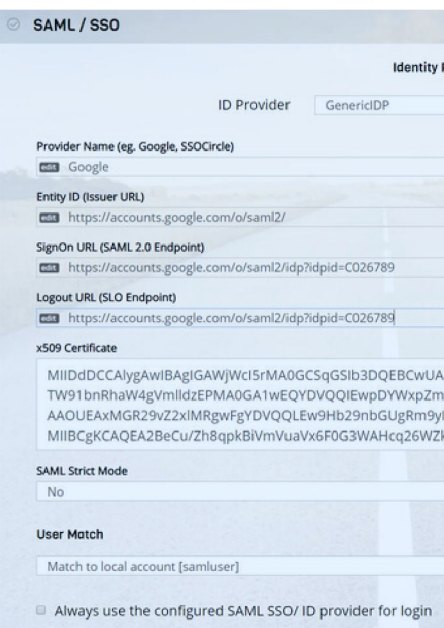 SAML / SSO
Identity
ID Provider GenericIDP
Provider Name (eg. Google, SSOCircle)
edit Google
Entity ID (Issuer URL)
edit https://accounts.google.com/o/saml2/
SignOn URL (SAML 2.0 Endpoint)
edit https://accounts.google.com/o/saml2/idp?idpid=C026789
Logout URL (SLO Endpoint)
edit https://accounts.google.com/o/saml2/idp?idpid=C026789
x509 Certificate
MIIDdDCCAlygAwIBAgIGAWjWcI5rMA0GCSqGSIb3DQEBCwUA
TW91bnRhaW4gVmlldzEPMA0GA1wEQYDVQQIEwpDYWxpZm
AAOUEAxMGR29vZ2xlMRgwFgYDVQQLEw9Hb29nbGUgRm9y
MIIBCgKCAQEA2BeCu/Zh8qpkBiVmVuaVx6F0G3WAHcq26WZ
SAML Strict Mode
No
User Match
Match to local account [samluser]
Always use the configured SAML SSO/ ID provider for login